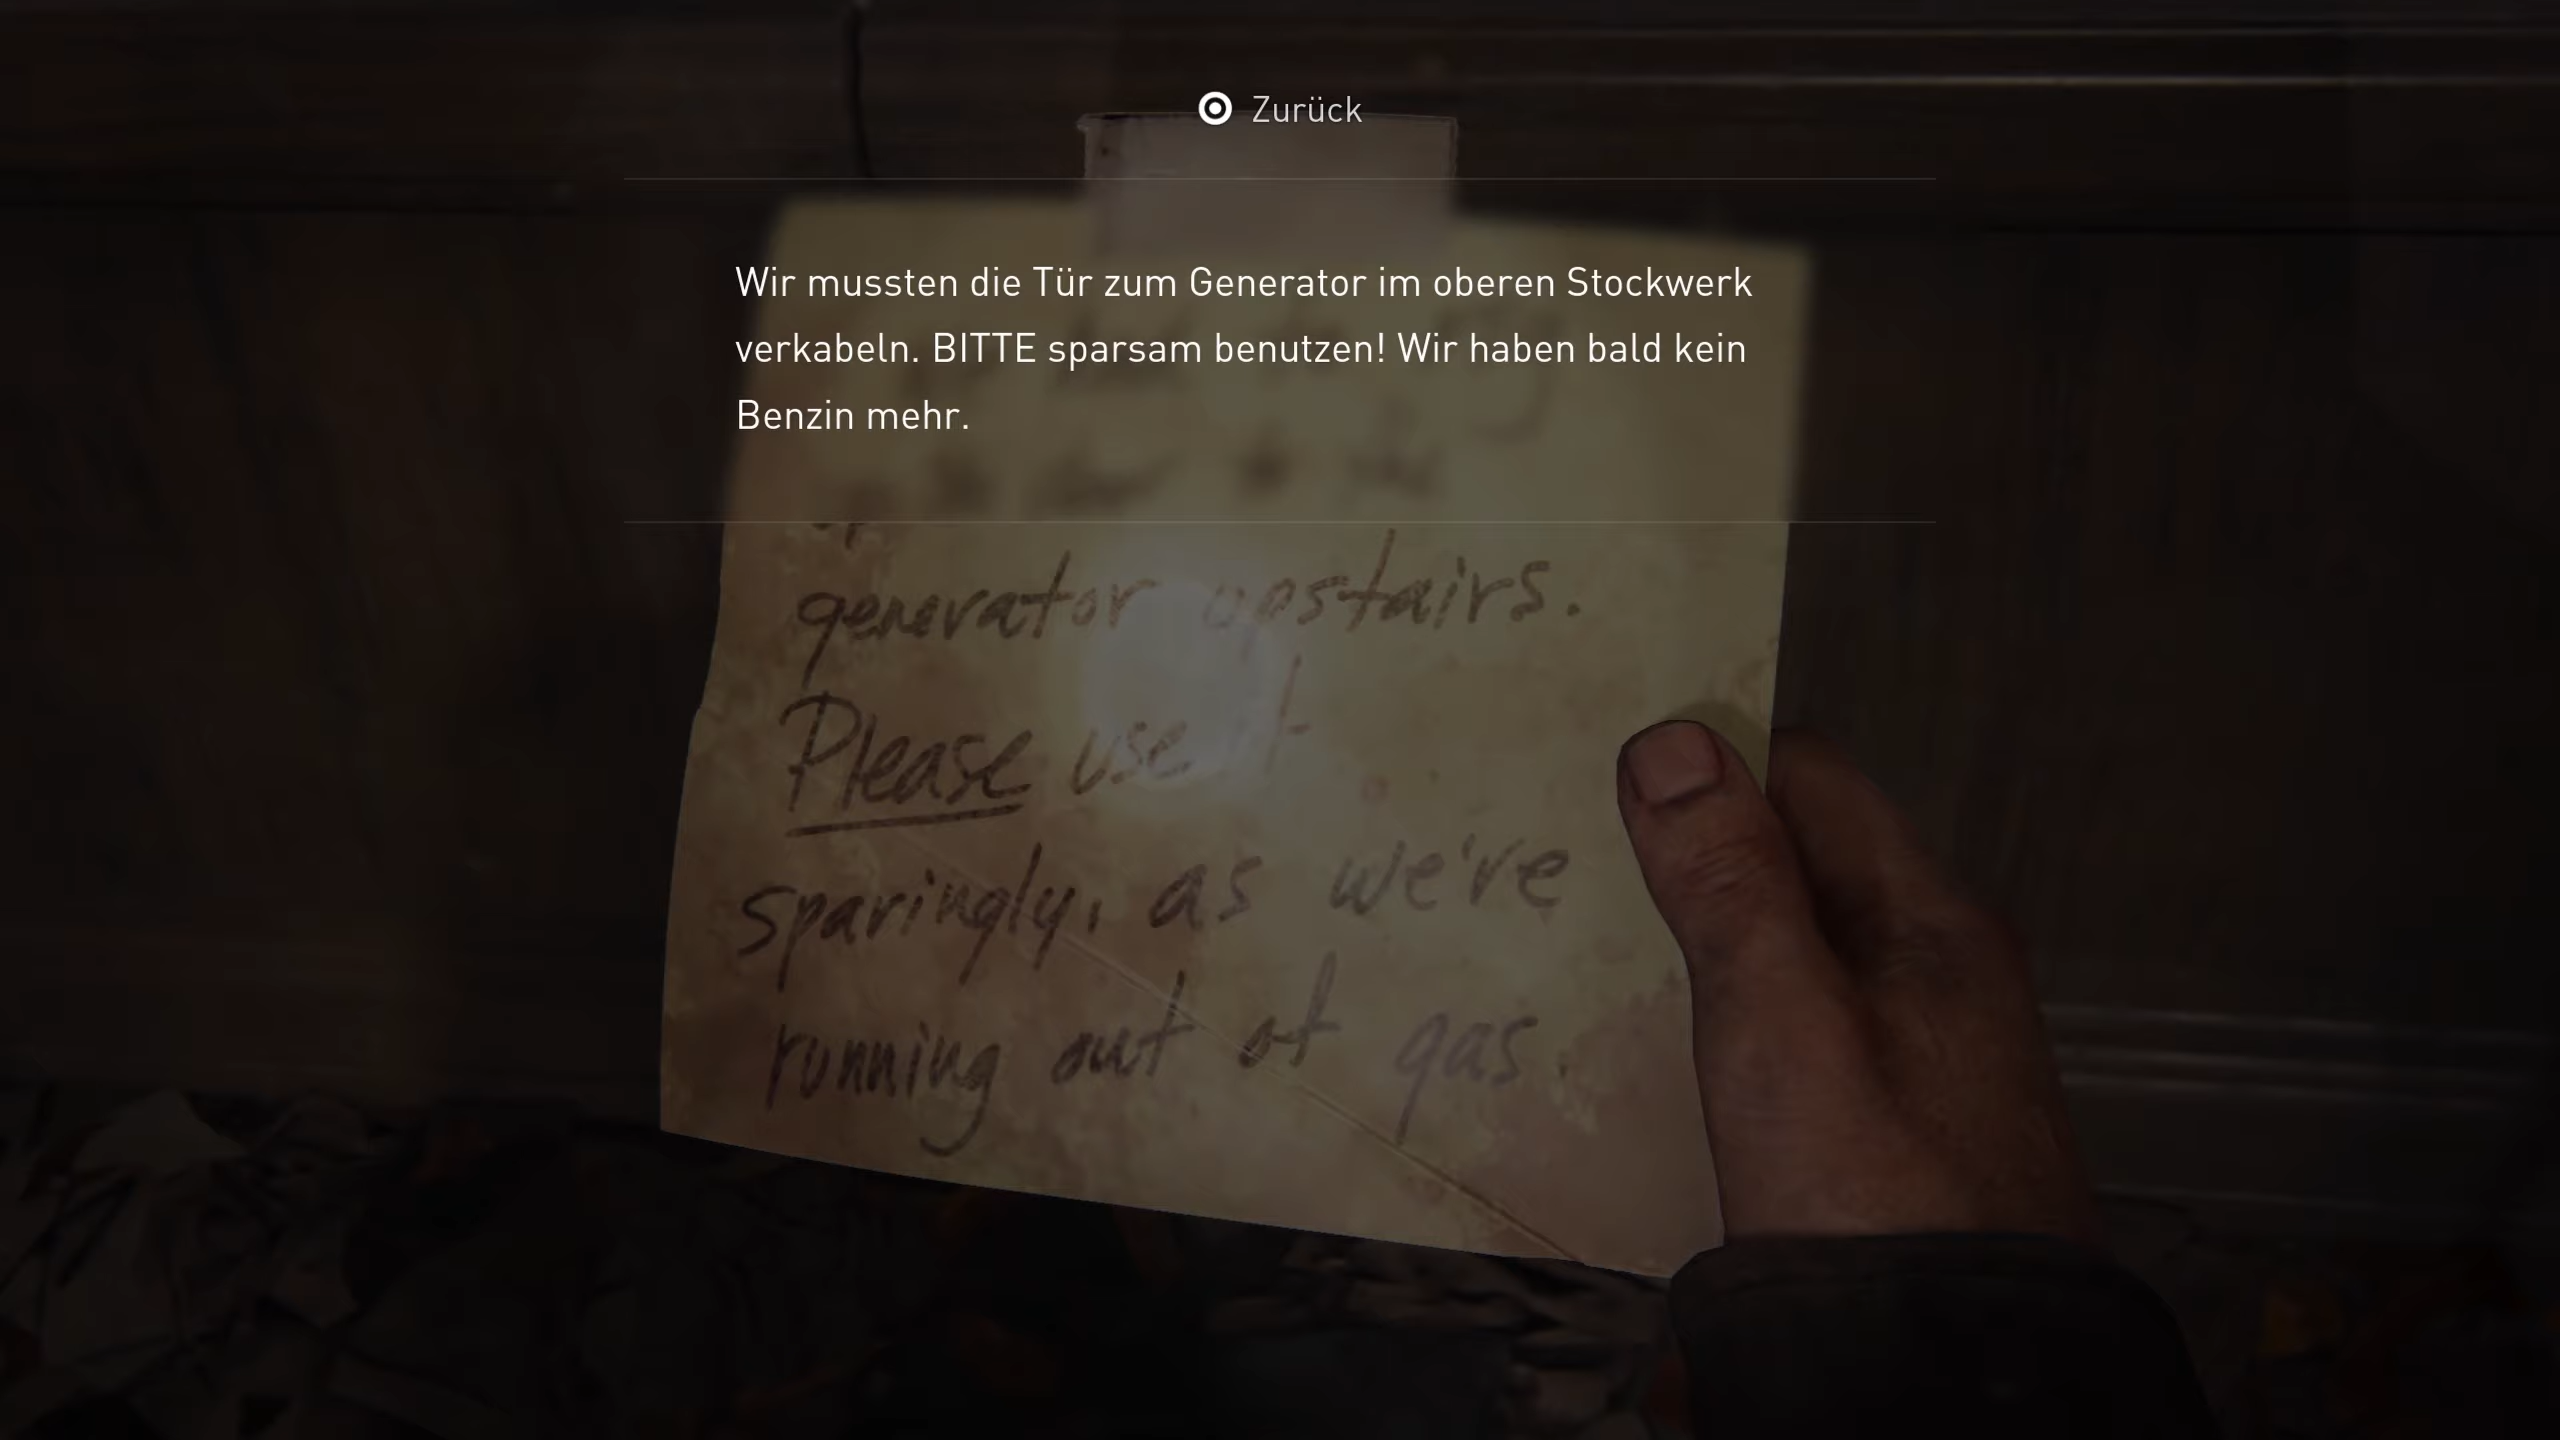 Zurück
Wir mussten die Tür zum Generator im oberen Stockwerk
verkabeln. BITTE sparsam benutzen! Wir haben bald kein
Benzin mehr.
generator upstairs.
Please use it
sparingly, as we're
running out of gas.